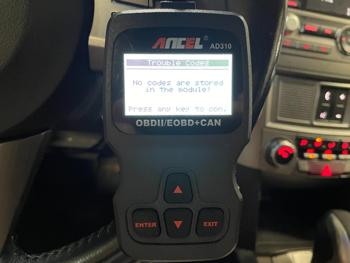 ANCEL
AD310
Trouble Codes
No codes are stored
in the module!
Press any key to con.
OBDII/EOBD+CAN
ENTER
EXIT